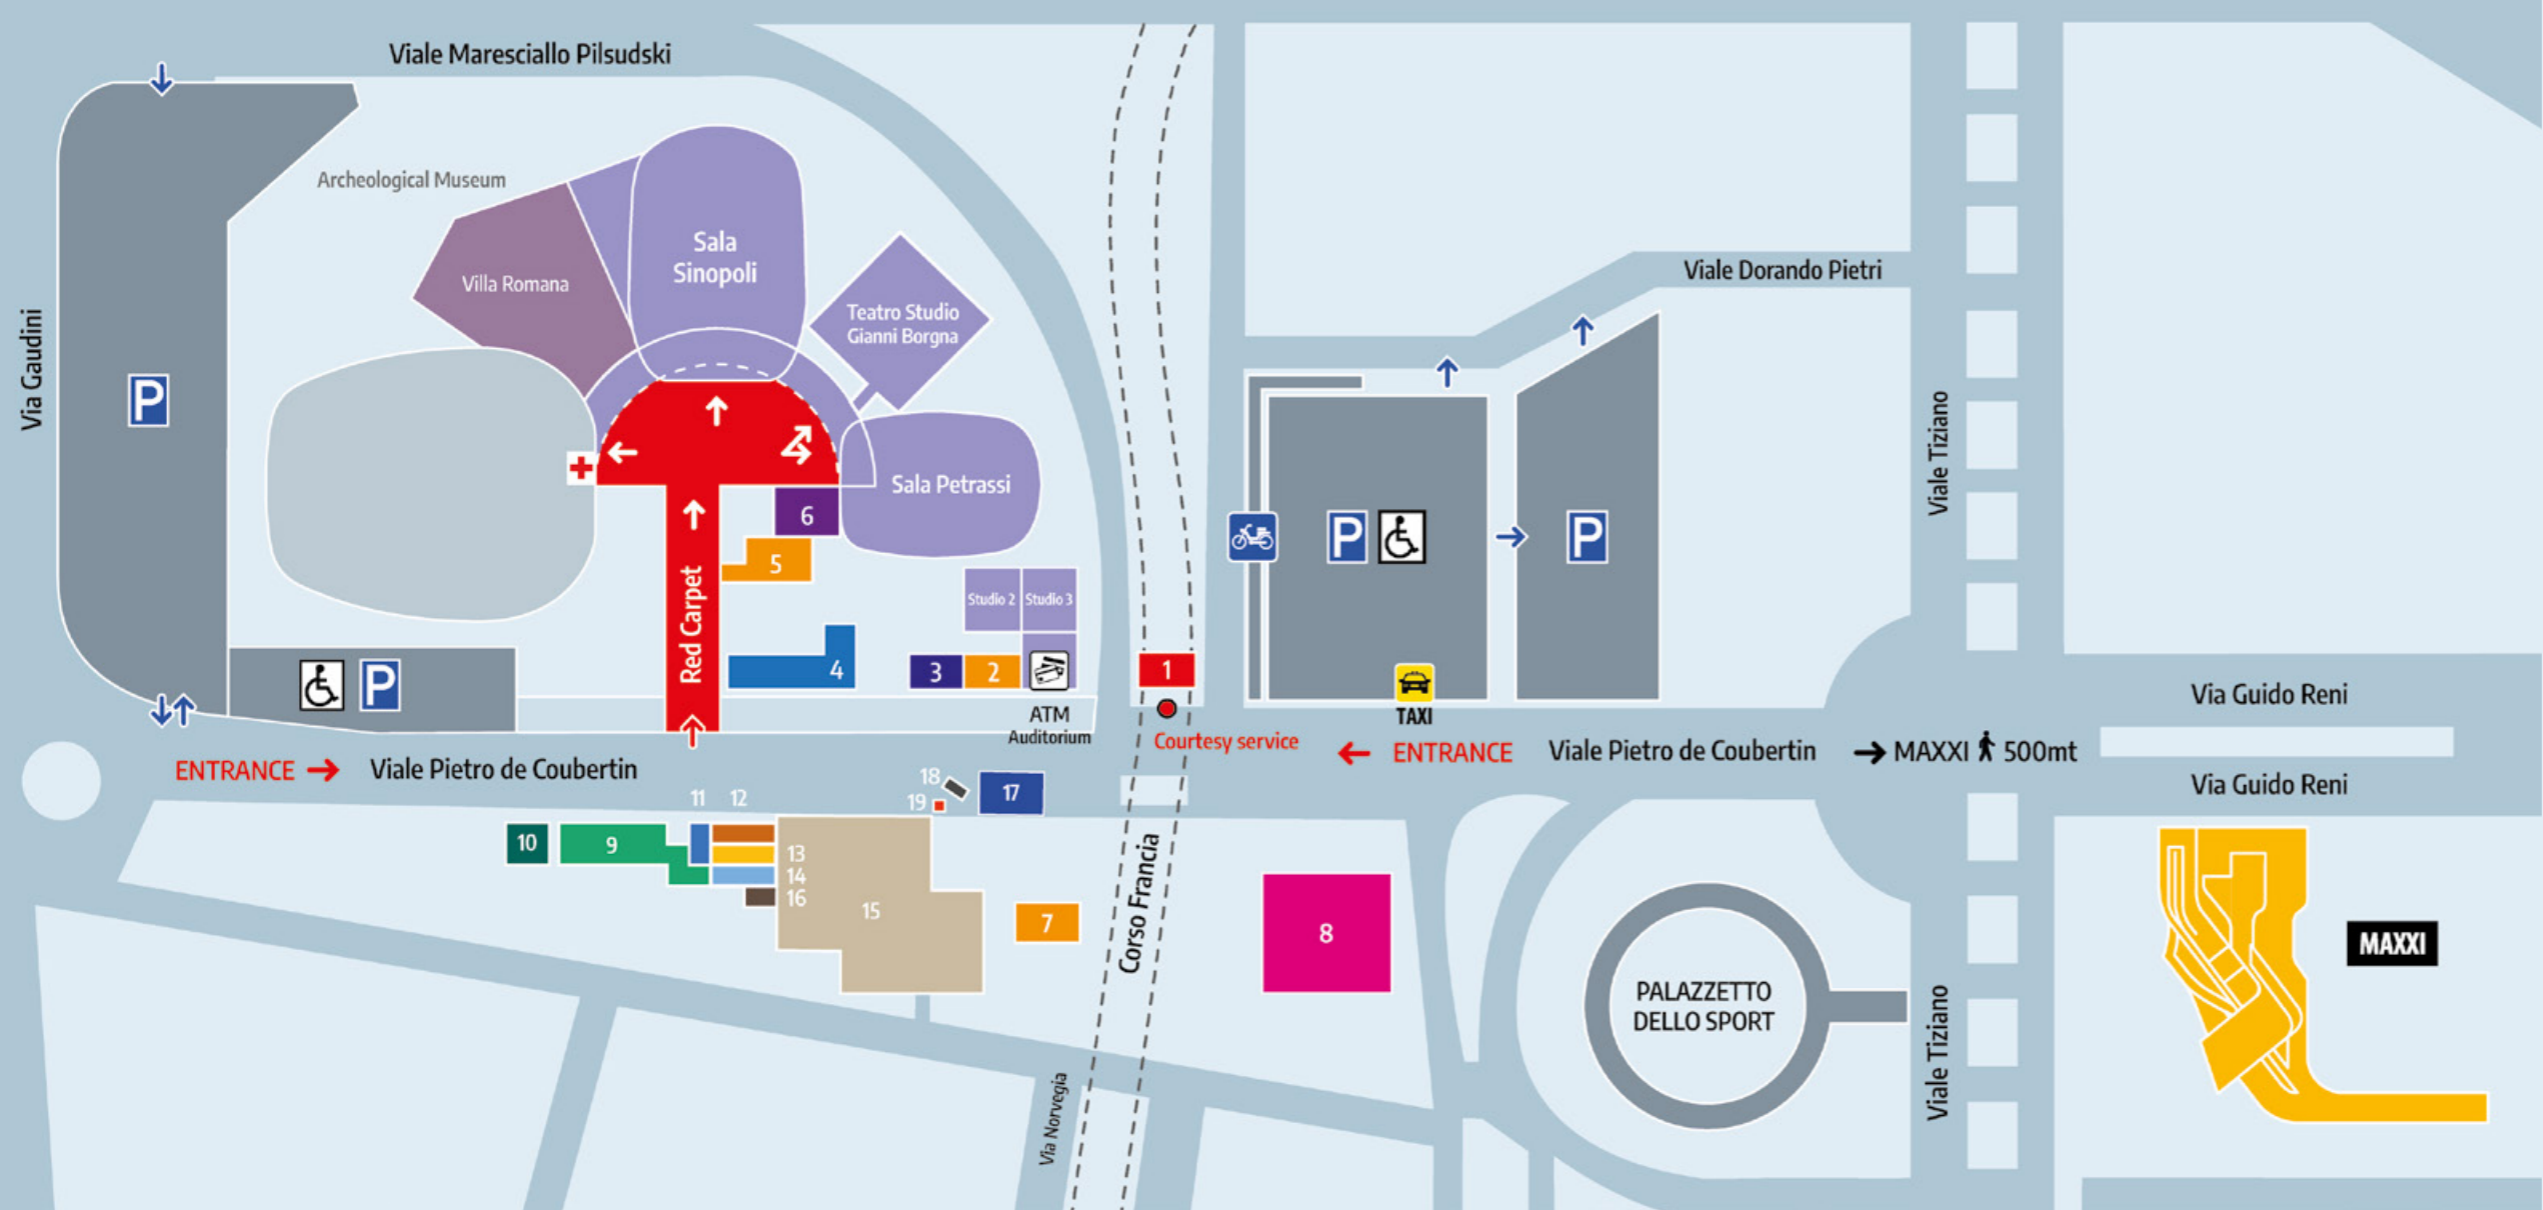 Viale Maresciallo Pilsudski
Archeological Museum
Sala
Sinopoli
Villa Romana
Teatro Studio
Gianni Borgna
Viale Dorando Pietri
Via Gaudini
P
Sala Petrassi
6
5
Red Carpet
Studio 2
Studio 3
P
P
Viale Tiziano
P
4
3
2
1
TAXI
ATM
Auditorium
Courtesy service
ENTRANCE
Viale Pietro de Coubertin
MAXXI
500mt
Via Guido Reni
Via Guido Reni
ENTRANCE
Viale Pietro de Coubertin
11
12
18
19
17
10
9
13
14
16
15
7
Corso Francia
8
MAXXI
PALAZZETTO
DELLO SPORT
Viale Tiziano
Via Norvegia